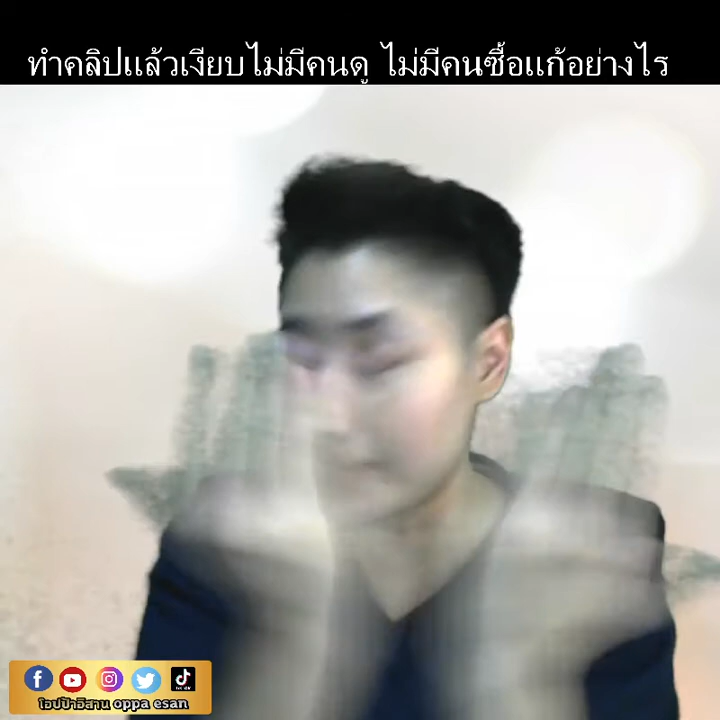 ทำคลิปแล้วเงียบไม่มีคนดู ไม่มีคนซื้อแก้อย่างไร
โอปป้าอีสาน oppa esan